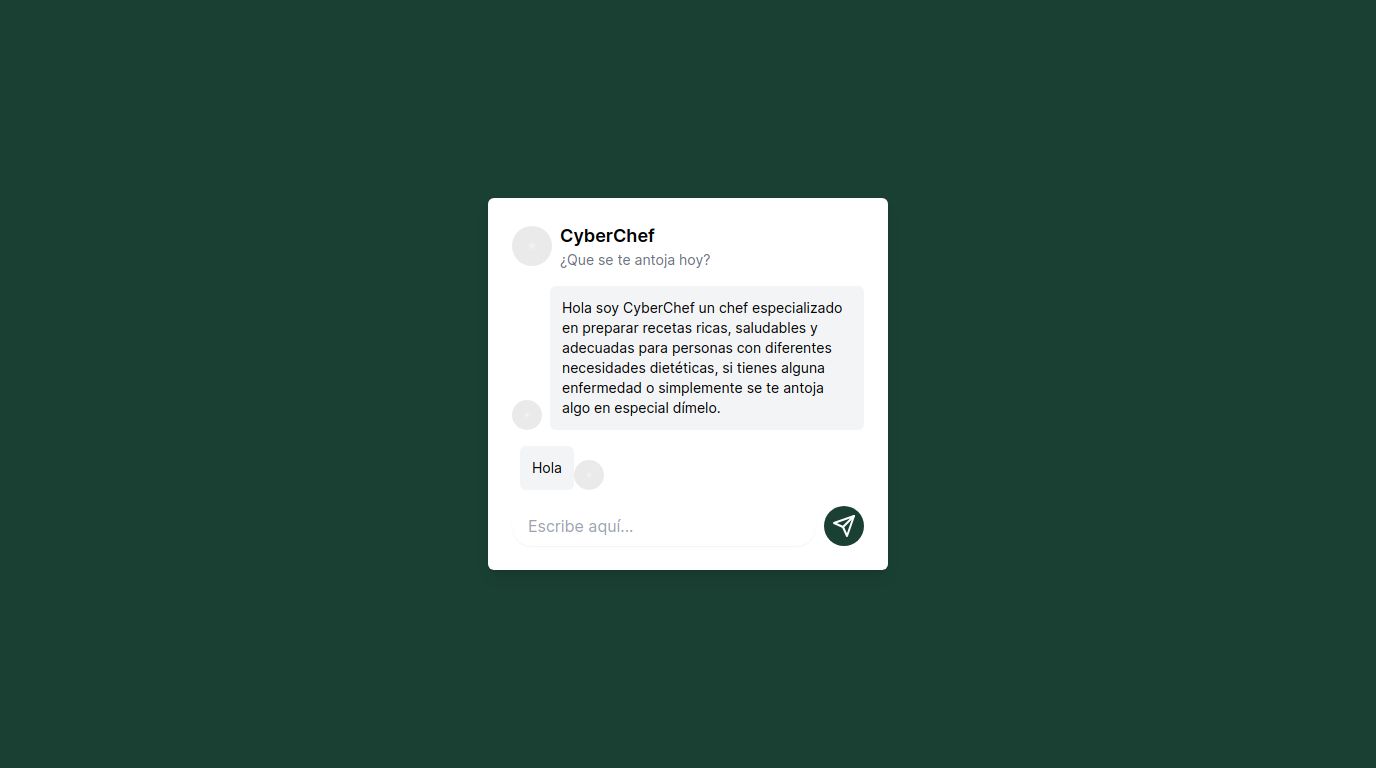 CyberChef
¿Que se te antoja hoy?
Hola soy CyberChef un chef especializado
en preparar recetas ricas, saludables y
adecuadas para personas con diferentes
necesidades dietéticas, si tienes alguna
enfermedad o simplemente se te antoja
algo en especial dímelo.
Hola
Escribe aquí...